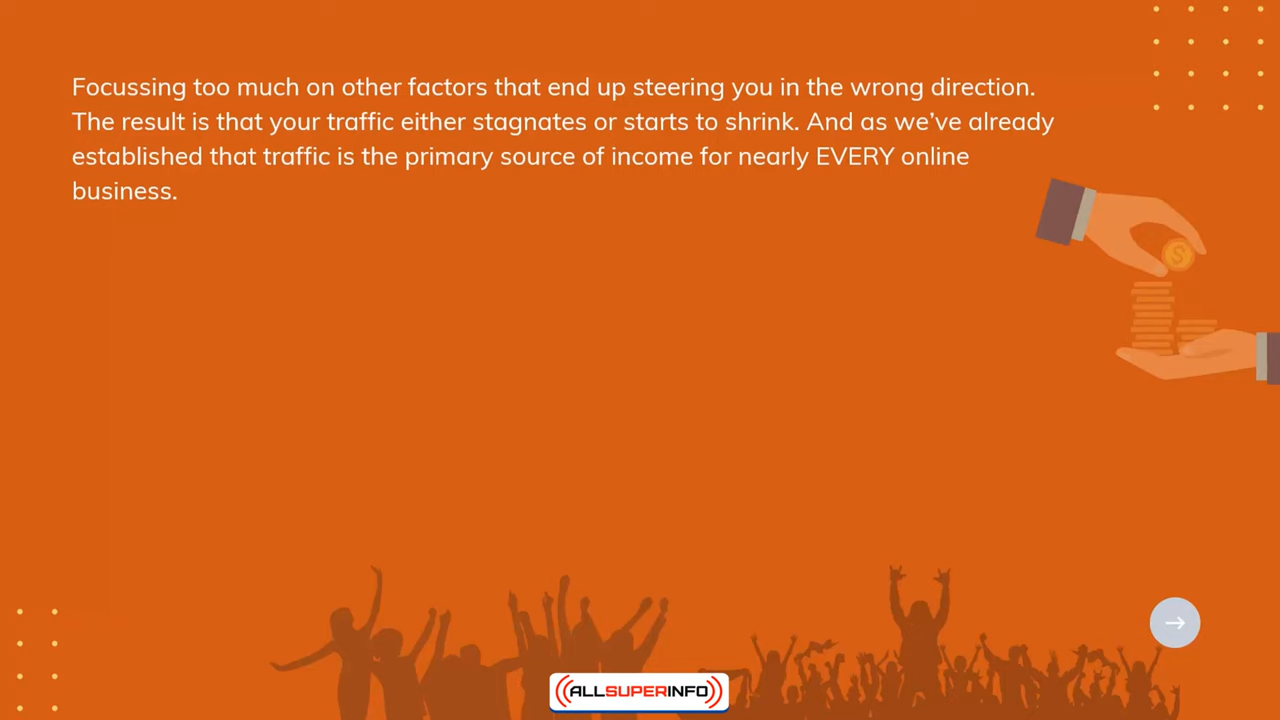 Focussing too much on other factors that end up steering you in the wrong direction.
The result is that your traffic either stagnates or starts to shrink. And as we’ve already
established that traffic is the primary source of income for nearly EVERY online
business.
$
ALLSUPERINFO